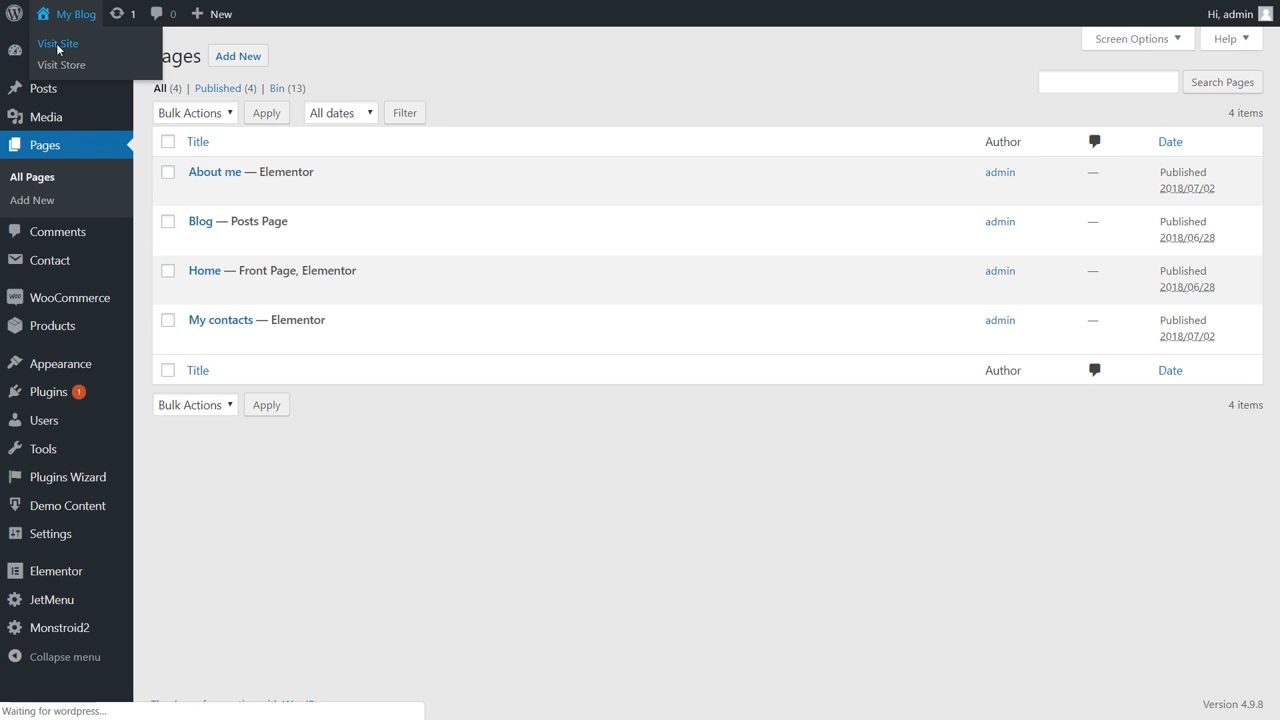 My Blog 1 0 New Hi, admin
Visit Site
Visit Store
ages Add New Screen Options ▼ Help ▼
Posts
Media
Pages
All Pages
Add New
Comments
Contact
WooCommerce
Products
Appearance
Plugins 1
Users
Tools
Plugins Wizard
Demo Content
Settings
Elementor
JetMenu
Monstroid2
Collapse menu
All (4) | Published (4) | Bin (13) Search Pages
Bulk Actions ▼ Apply All dates ▼ Filter 4 items
Title Author Date
About me — Elementor admin — Published
2018/07/02
Blog — Posts Page admin — Published
2018/06/28
Home — Front Page, Elementor admin — Published
2018/06/28
My contacts — Elementor admin — Published
2018/07/02
Title Author Date
Bulk Actions ▼ Apply 4 items
Version 4.9.8
Waiting for wordpress...